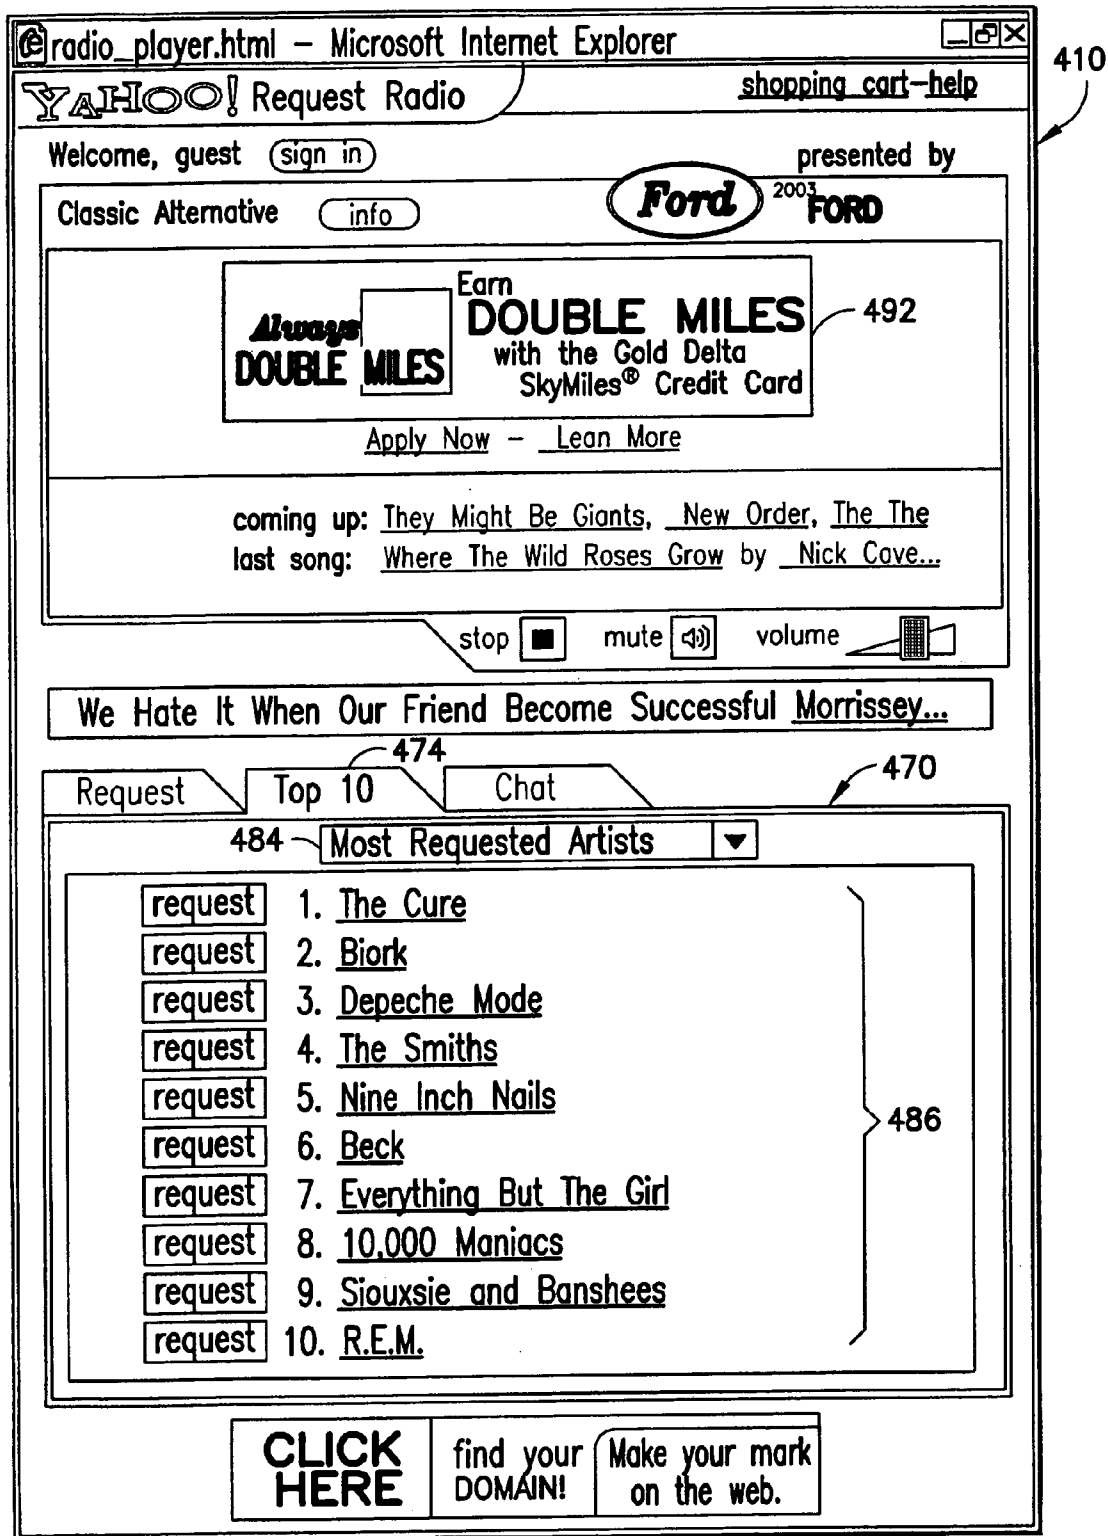 radio_player.html – Microsoft Internet Explorer
410
YAHOO! Request Radio
shopping cart–help
Welcome, guest sign in
presented by
Classic Alternative info
Ford 2003 FORD
Always DOUBLE MILES
Earn
DOUBLE MILES
with the Gold Delta
SkyMiles® Credit Card
492
Apply Now – Lean More
coming up: They Might Be Giants, New Order, The The
last song: Where The Wild Roses Grow by Nick Cave...
stop mute volume
We Hate It When Our Friend Become Successful Morrissey...
474
470
Request Top 10 Chat
484 Most Requested Artists
request 1. The Cure
request 2. Biork
request 3. Depeche Mode
request 4. The Smiths
request 5. Nine Inch Nails
request 6. Beck
486
request 7. Everything But The Girl
request 8. 10,000 Maniacs
request 9. Siouxsie and Banshees
request 10. R.E.M.
CLICK HERE
find your DOMAIN!
Make your mark on the web.